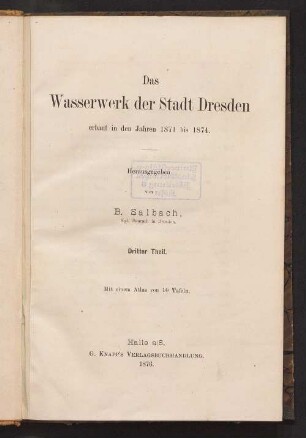 Das
Wasserwerk der Stadt Dresden
erbaut in den Jahren 1871 bis 1874.
Herausgegeben
B. Salbach,
Dritter Theil.
Mit einem Atlas von Tafeln.
Halle a/S.
G. Knapp's Verlagsbuchhandlung.
1876.